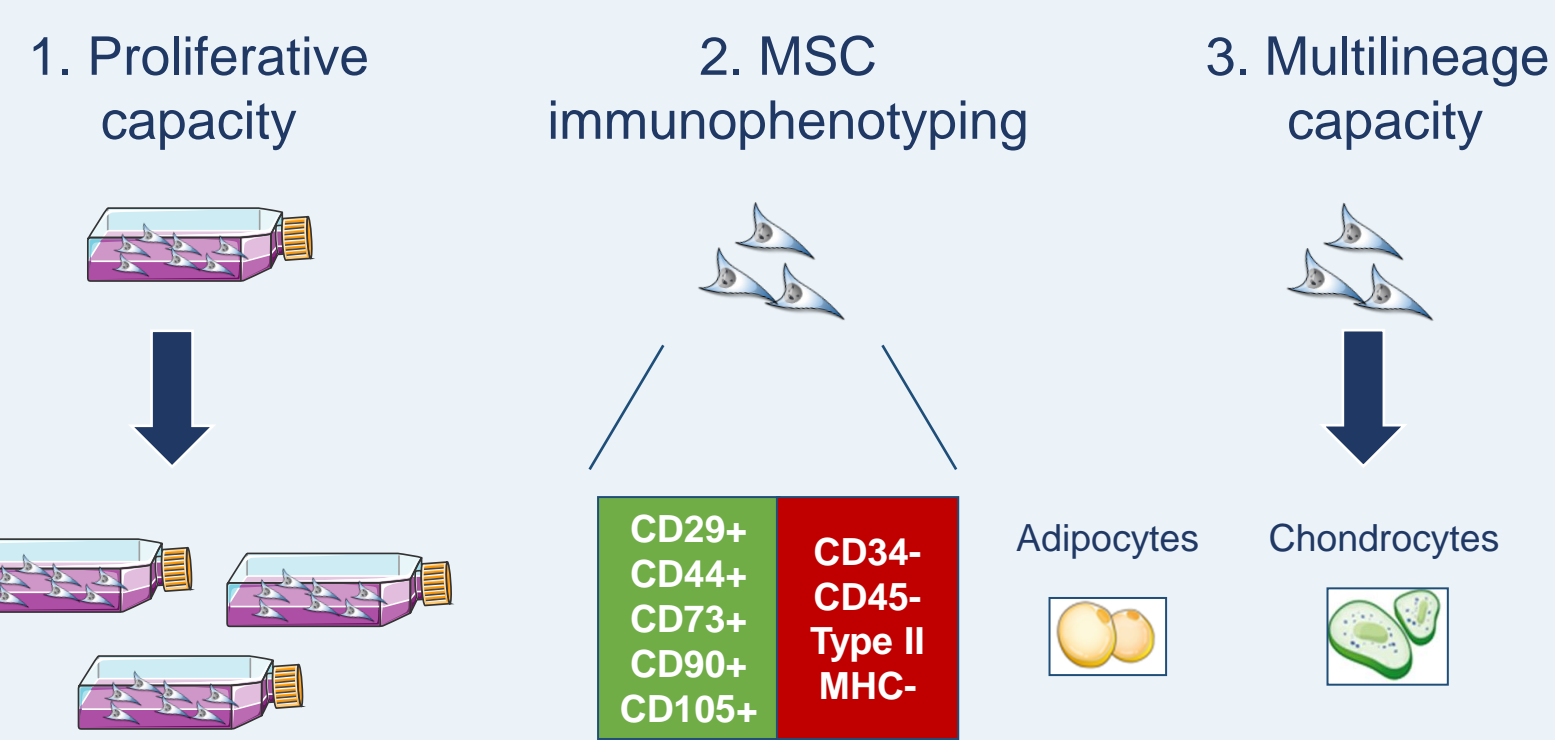 1. Proliferative
capacity
2. MSC
immunophenotyping
3. Multilineage
capacity
CD29+
CD44+
CD73+
CD90+
CD105+
CD34-
CD45-
Type II
MHC-
Adipocytes
Chondrocytes